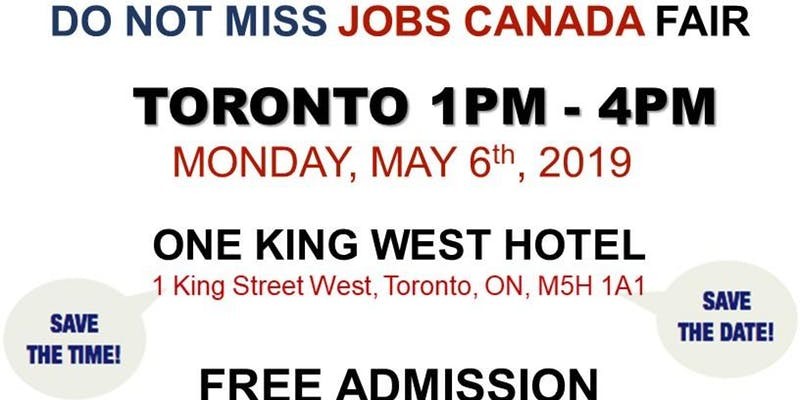 DO NOT MISS JOBS CANADA FAIR
TORONTO 1PM - 4PM
MONDAY, MAY 6th, 2019
ONE KING WEST HOTEL
1 King Street West, Toronto, ON, M5H 1A1
SAVE
THE TIME!
SAVE
THE DATE!
FREE ADMISSION